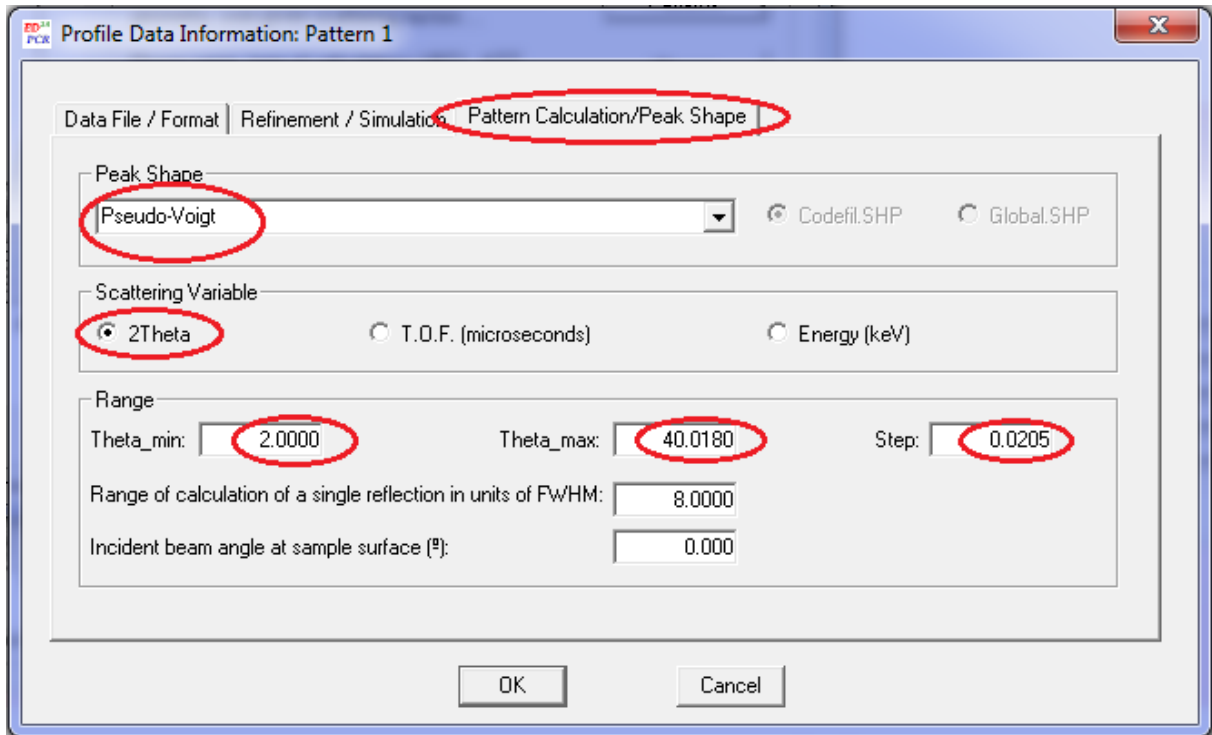 ED
PCR
Profile Data Information: Pattern 1
X
Data File / Format Refinement / Simulation Pattern Calculation/Peak Shape
Peak Shape
Pseudo-Voigt Codefil.SHP Global.SHP
Scattering Variable
2Theta T.O.F. (microseconds) Energy (keV)
Range
Theta_min: 2.0000 Theta_max: 40.0180 Step: 0.0205
Range of calculation of a single reflection in units of FWHM: 8.0000
Incident beam angle at sample surface (º): 0.000
OK Cancel